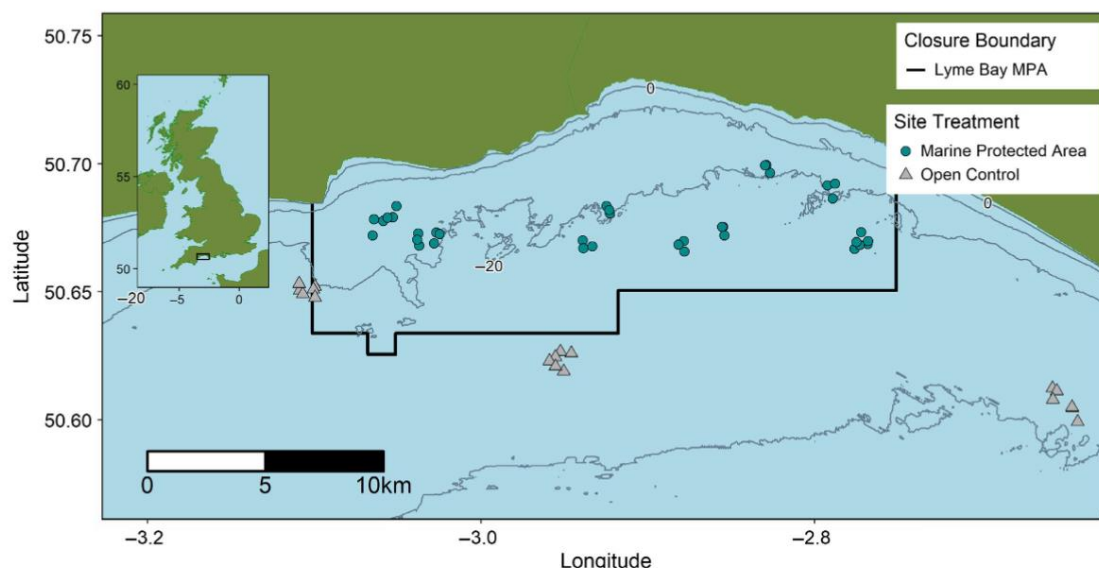 50.75
50.70
50.65
50.60
Latitude
60
55
50
−20
−5
0
0
−20
0
Closure Boundary
Lyme Bay MPA
Site Treatment
Marine Protected Area
Open Control
0
5
10km
−3.2
−3.0
−2.8
Longitude